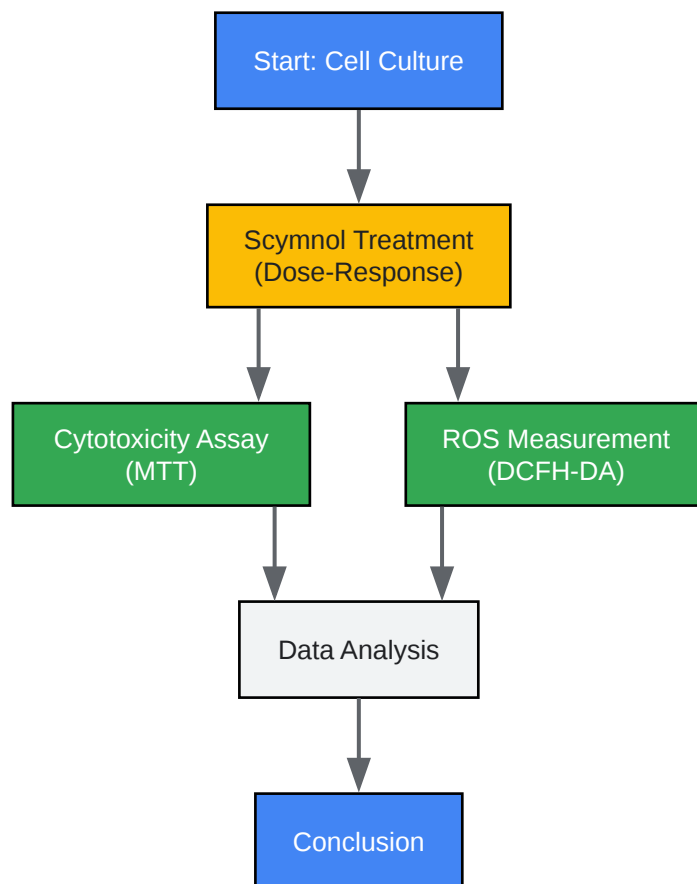 Start: Cell Culture
Scymnol Treatment
(Dose-Response)
Cytotoxicity Assay
(MTT)
ROS Measurement
(DCFH-DA)
Data Analysis
Conclusion